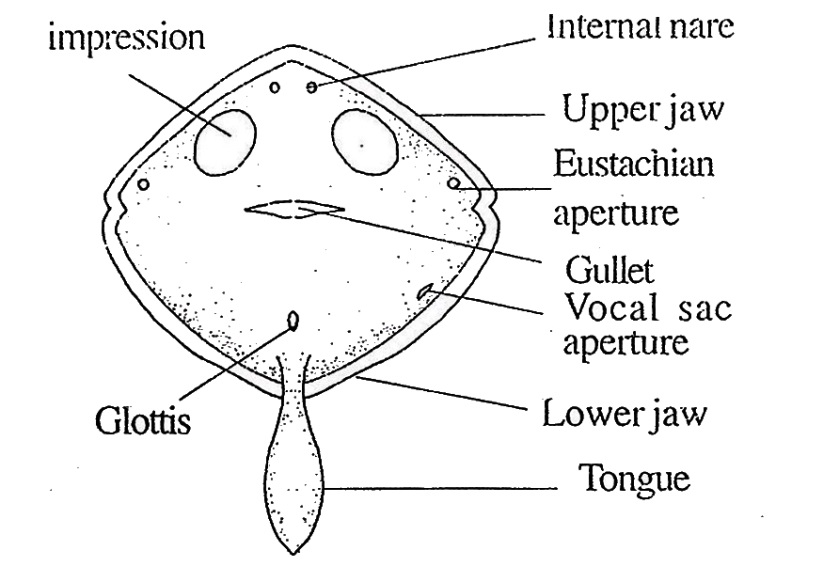 impression
Internal nare
Upper jaw
Eustachian
aperture
Gullet
Vocal sac
aperture
Glottis
Lower jaw
Tongue